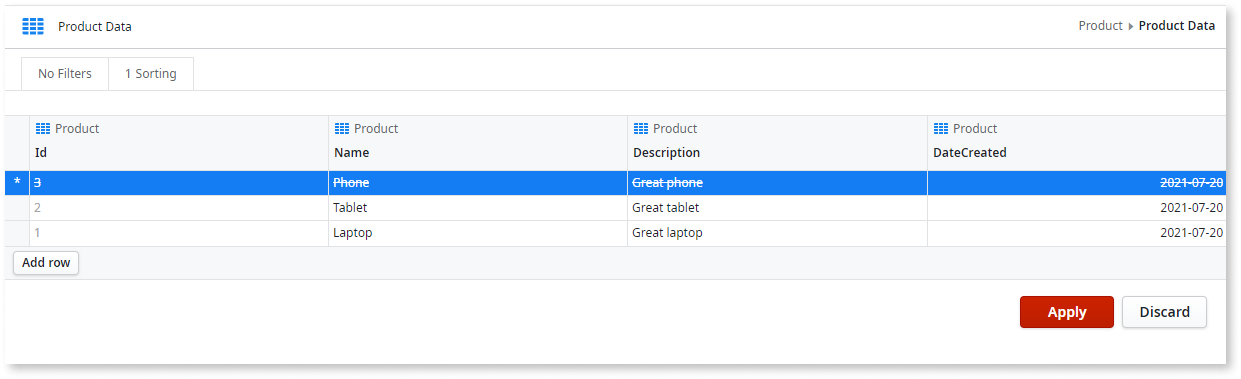 Product Data
Product Product Data
No Filters 1 Sorting
Product Product Product Product
Id Name Description DateCreated
* 3 Phone Great phone 2021-07-20
2 Tablet Great tablet 2021-07-20
1 Laptop Great laptop 2021-07-20
Add row
Apply Discard